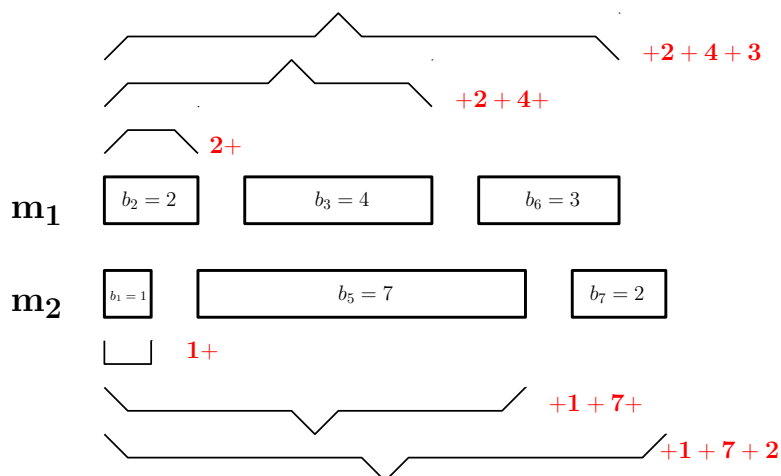 +2 + 4 + 3
+2 + 4+
2+
m₁ b₂ = 2 b₃ = 4 b₆ = 3
m₂ b₁ = 1 b₅ = 7 b₇ = 2
1+
+1 + 7+
+1 + 7 + 2